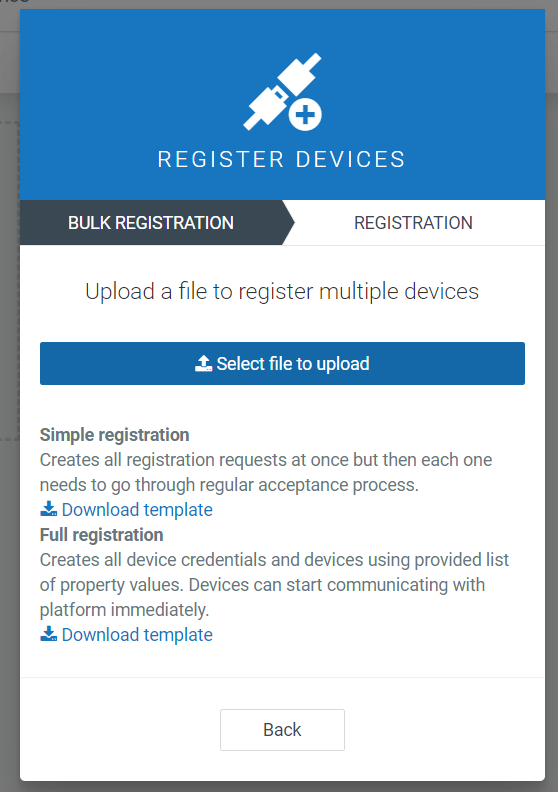 REGISTER DEVICES
BULK REGISTRATION
REGISTRATION
Upload a file to register multiple devices
Select file to upload
Simple registration
Creates all registration requests at once but then each one
needs to go through regular acceptance process.
Download template
Full registration
Creates all device credentials and devices using provided list
of property values. Devices can start communicating with
platform immediately.
Download template
Back